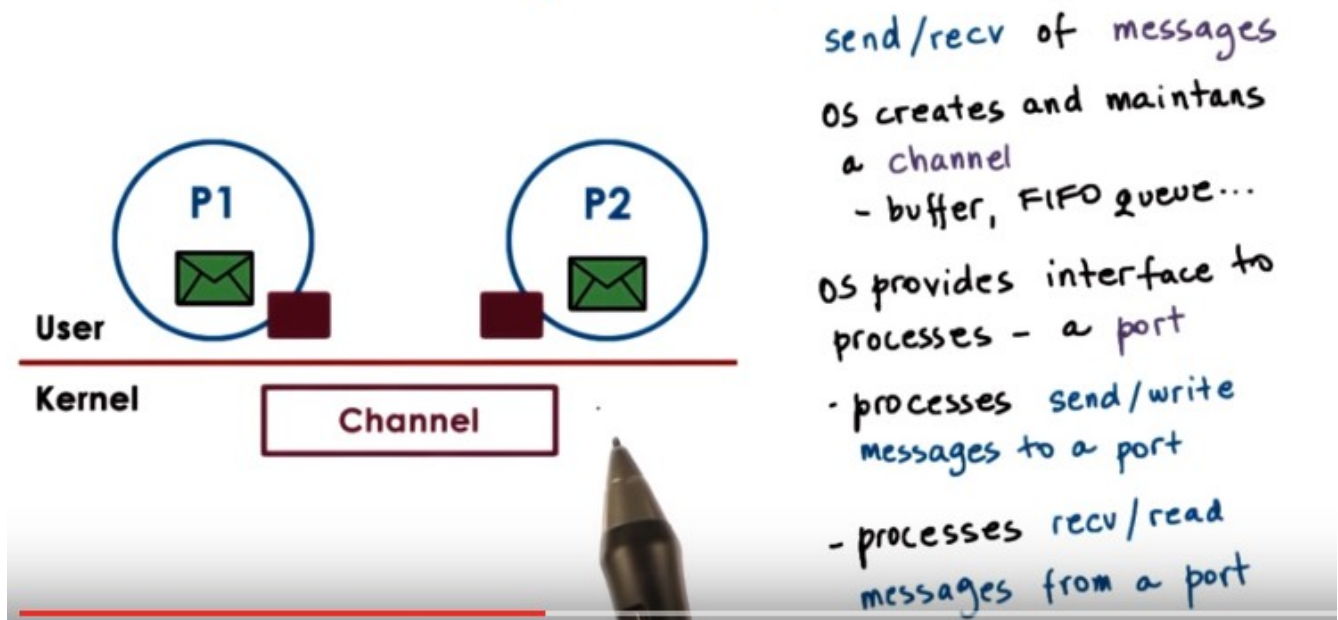 P1
P2
User
Kernel
Channel
send/recv of messages
OS creates and maintans
a channel
- buffer, FIFO queue...
OS provides interface to
processes - a port
· processes send/write
messages to a port
- processes recv/read
messages from a port